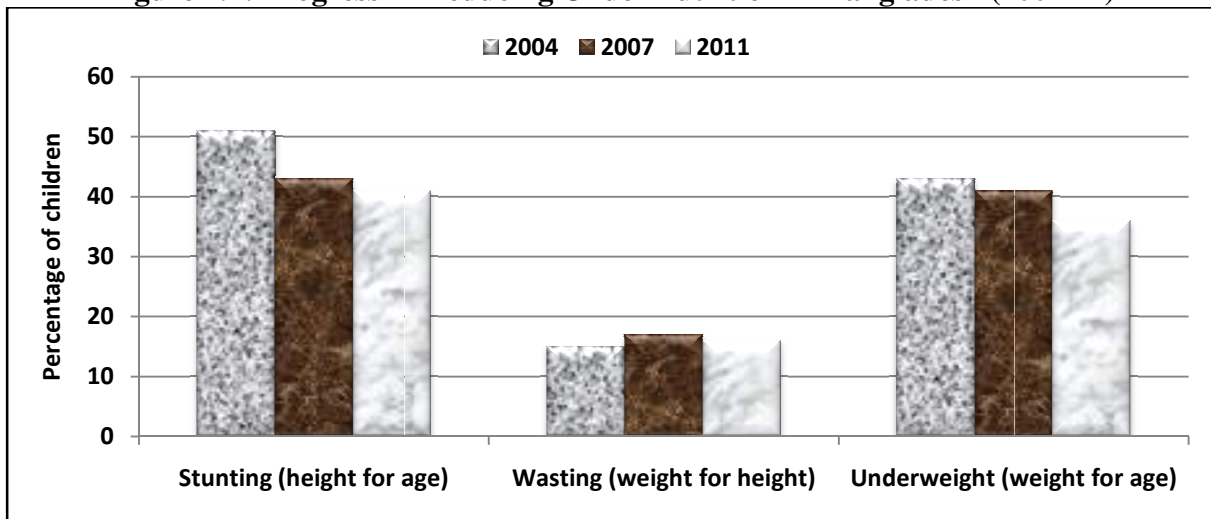 2004 2007 2011
60
50
40
30
20
10
0
Percentage of children
Stunting (height for age) Wasting (weight for height) Underweight (weight for age)